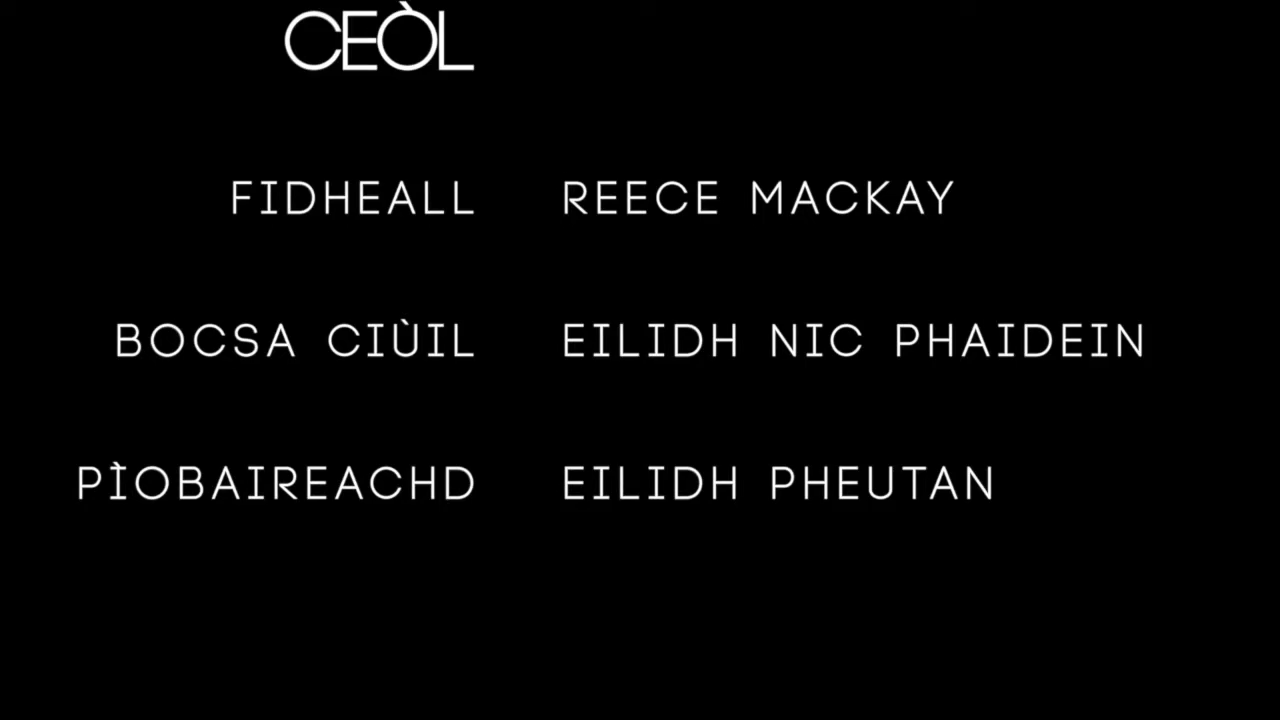 CEÒL
FIDHEALL REECE MACKAY
BOCSA CIÙIL EILIDH NIC PHAIDEIN
PÌOBAIREACHD EILIDH PHEUTAN